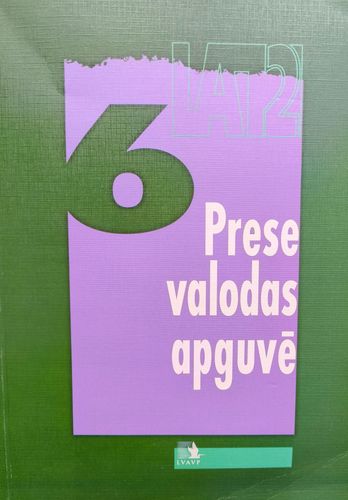 LAT2
6
Prese
valodas
apguvē
LVAVP